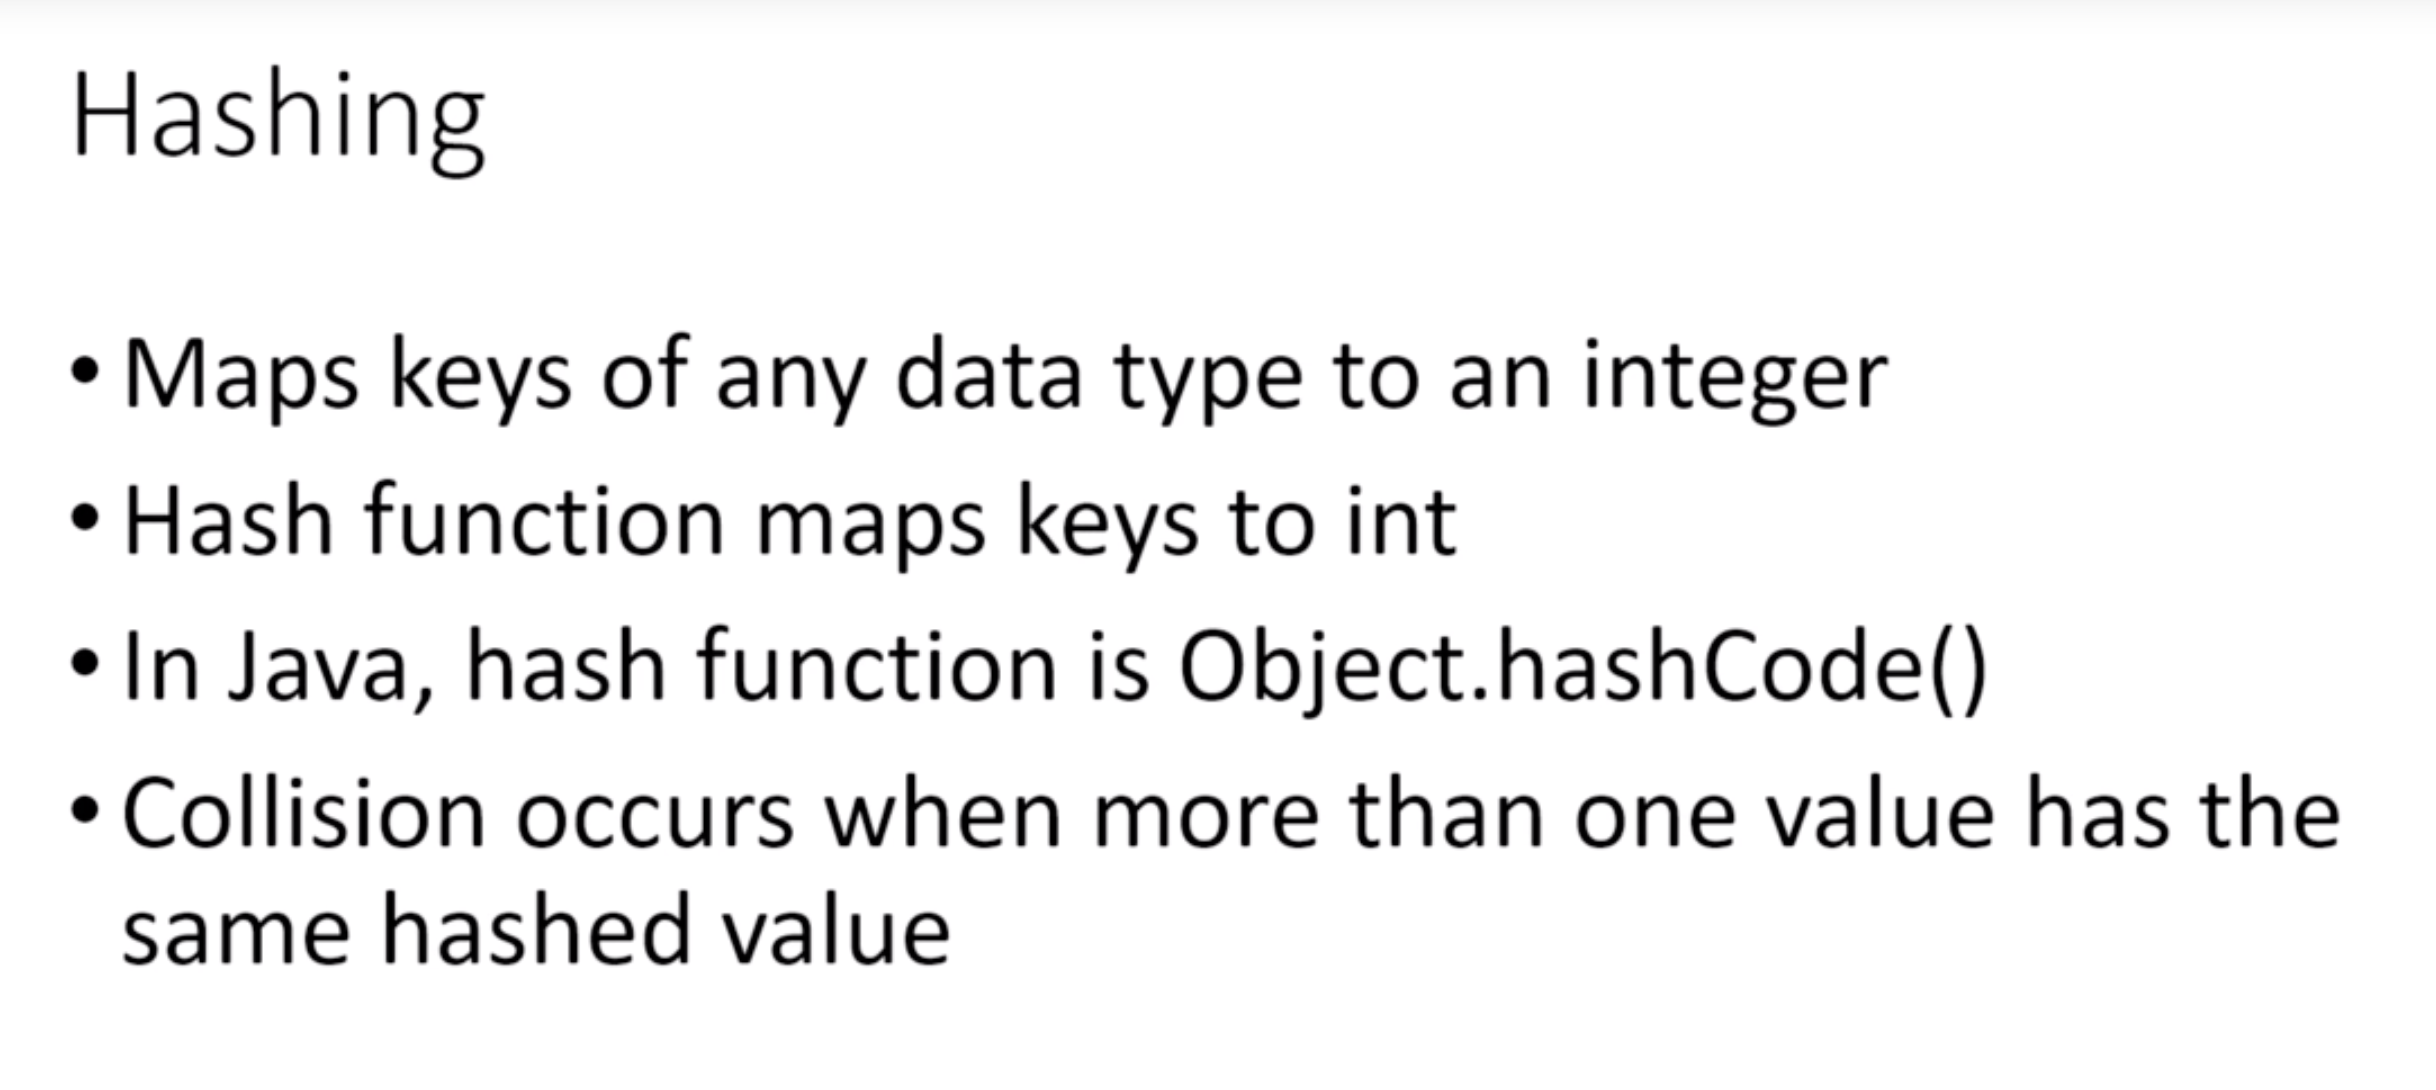 Hashing
• Maps keys of any data type to an integer
• Hash function maps keys to int
• In Java, hash function is Object.hashCode()
• Collision occurs when more than one value has the
same hashed value